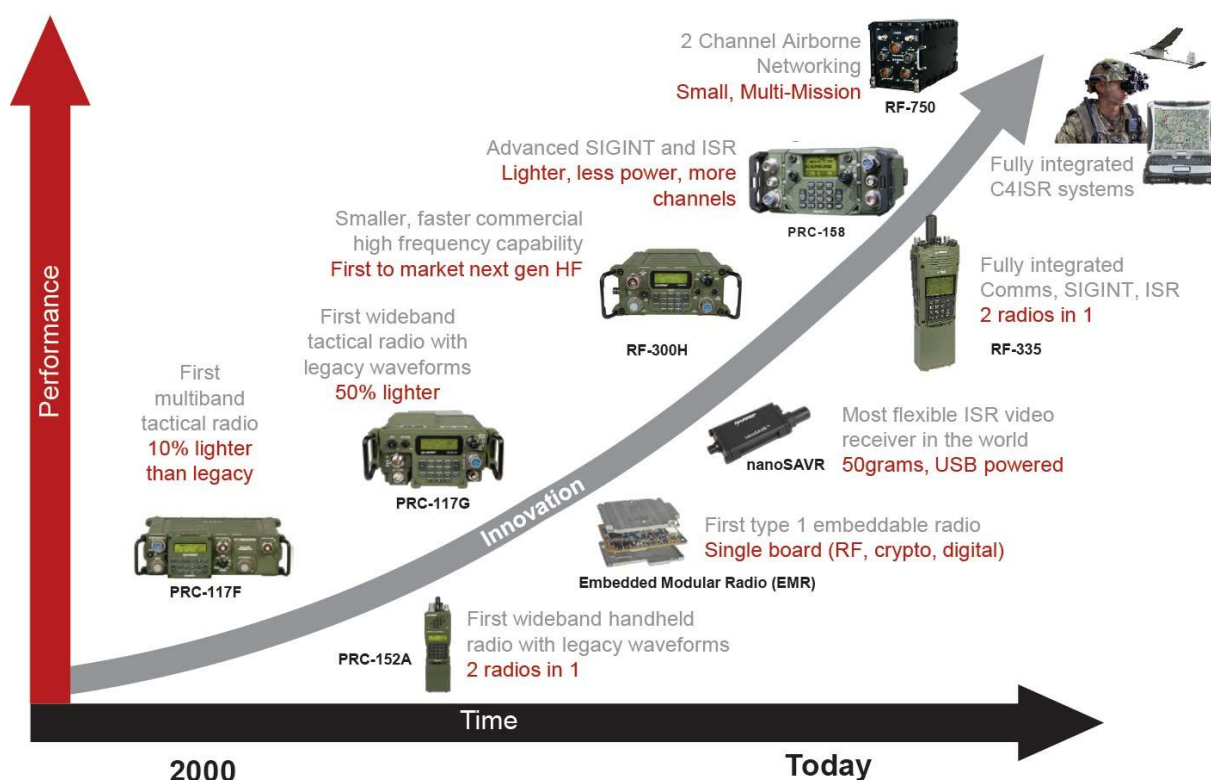 2 Channel Airborne
Networking
Small, Multi-Mission
RF-750
Advanced SIGINT and ISR
Lighter, less power, more
channels
PRC-158
Fully integrated
C4ISR systems
Smaller, faster commercial
high frequency capability
First to market next gen HF
RF-300H
Fully integrated
Comms, SIGINT, ISR
2 radios in 1
RF-335
First wideband
tactical radio with
legacy waveforms
50% lighter
PRC-117G
First
multiband
tactical radio
10% lighter
than legacy
PRC-117F
Most flexible ISR video
receiver in the world
50grams, USB powered
nanoSAVR
First type 1 embeddable radio
Single board (RF, crypto, digital)
Embedded Modular Radio (EMR)
First wideband handheld
radio with legacy waveforms
2 radios in 1
PRC-152A
Performance
Innovation
Time
2000
Today